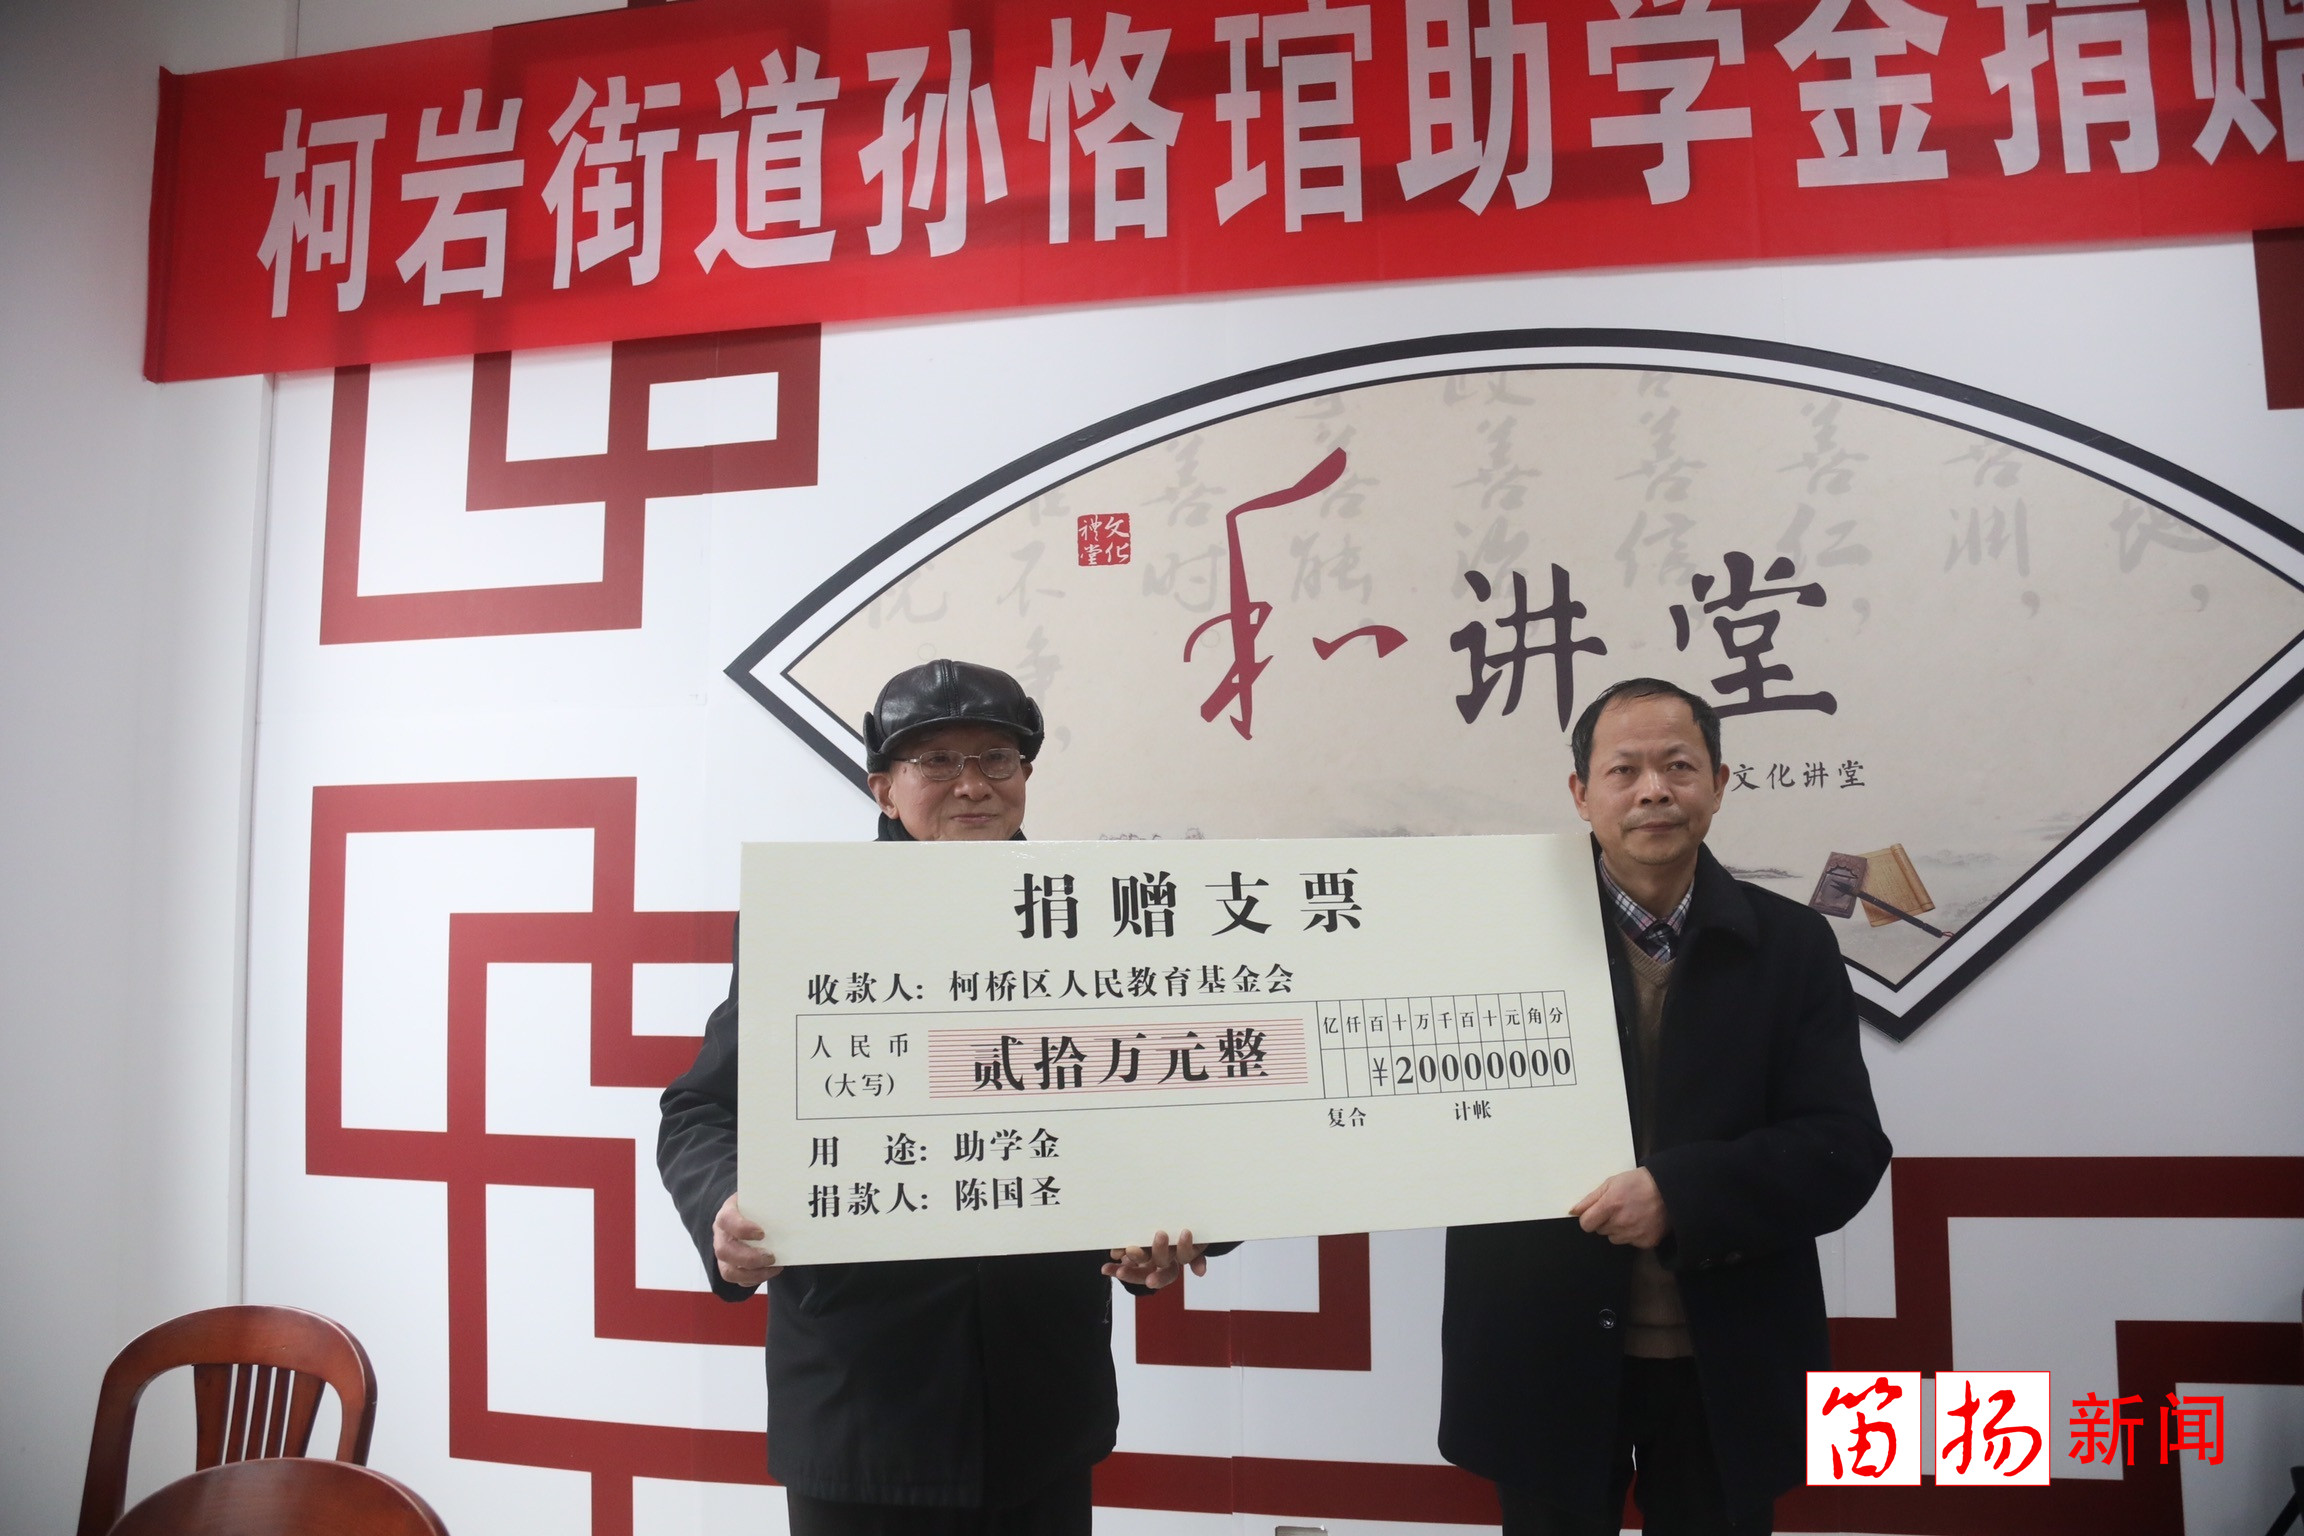 柯岩街道孙恪琯助学金捐赠
文化禮堂
和讲堂
文化讲堂
捐赠支票
收款人：柯桥区人民教育基金会
人民币
(大写)
贰拾万元整
亿仟百十万千百十元角分
¥20000000
复合 计帐
用 途：助学金
捐款人：陈国圣
笛扬新闻